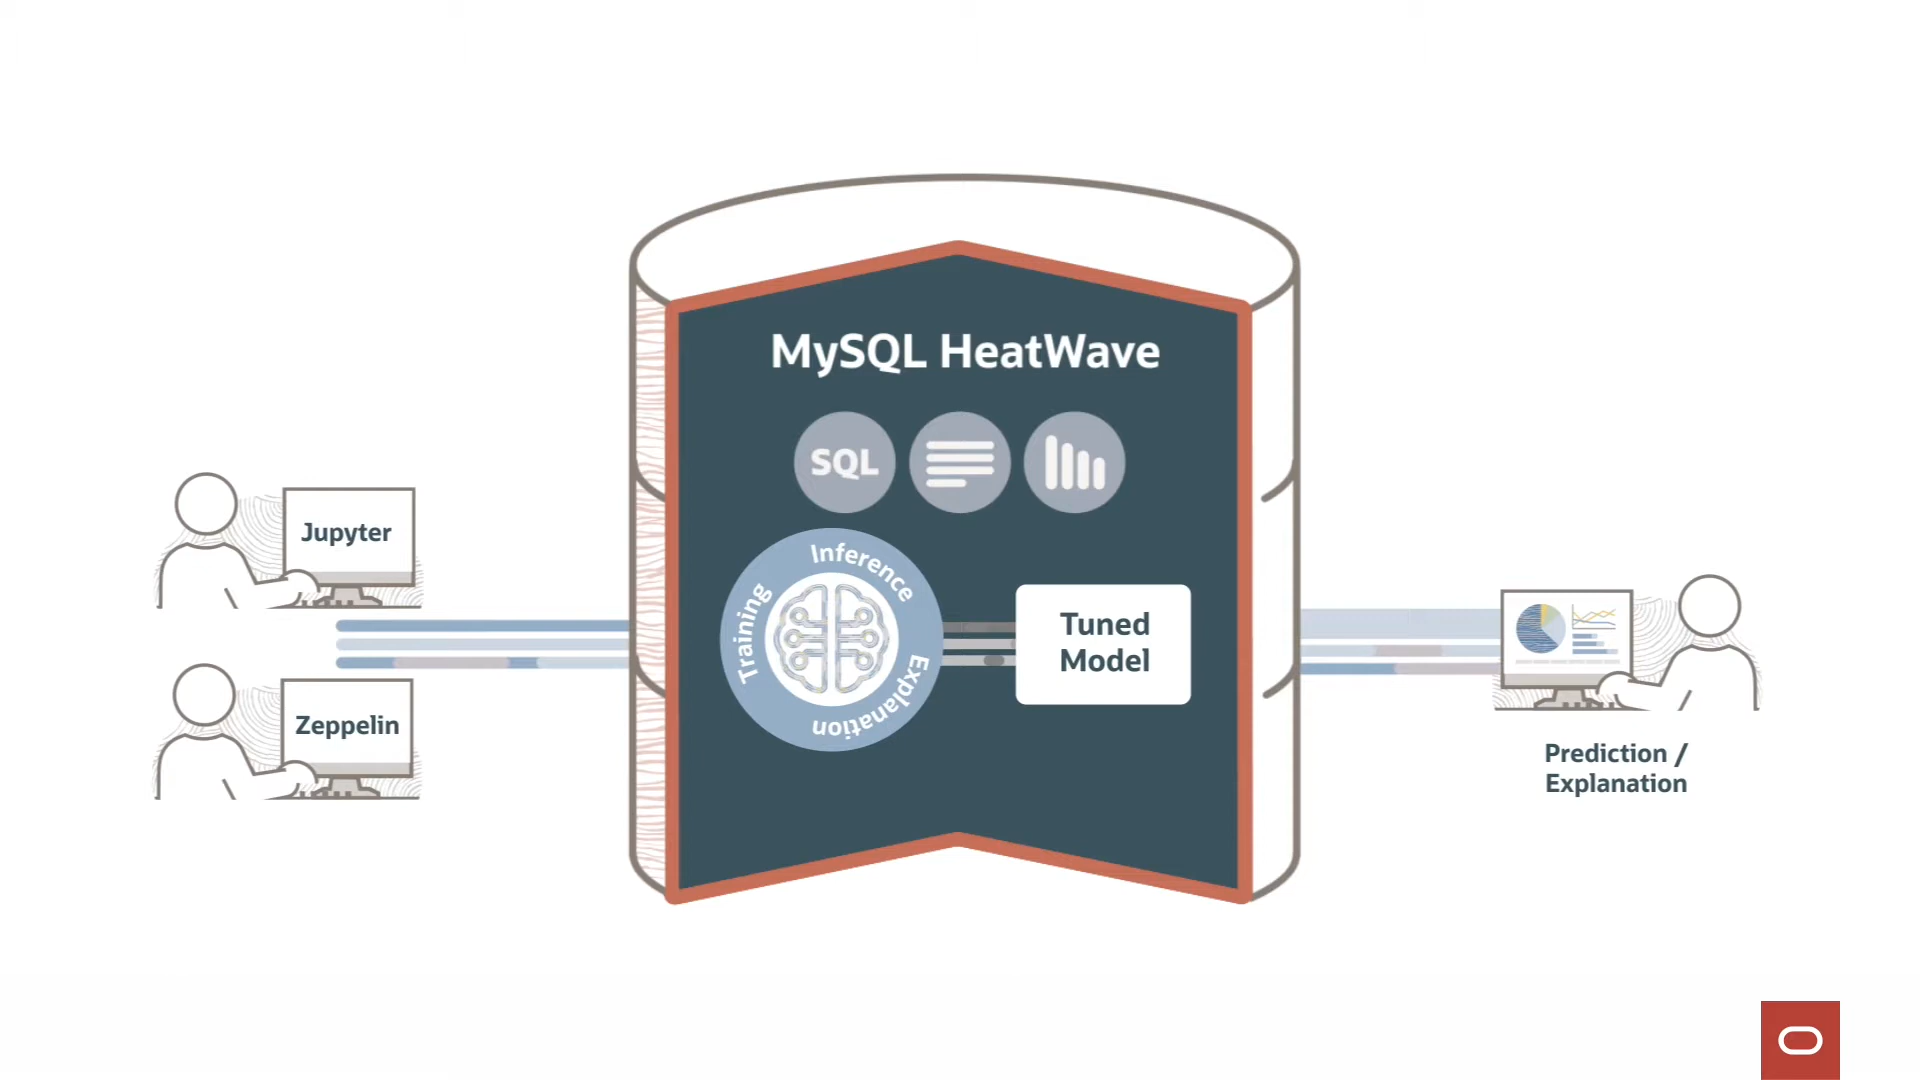 MySQL HeatWave
SQL
Jupyter
Zeppelin
Training
Inference
Explanation
Tuned
Model
Prediction /
Explanation